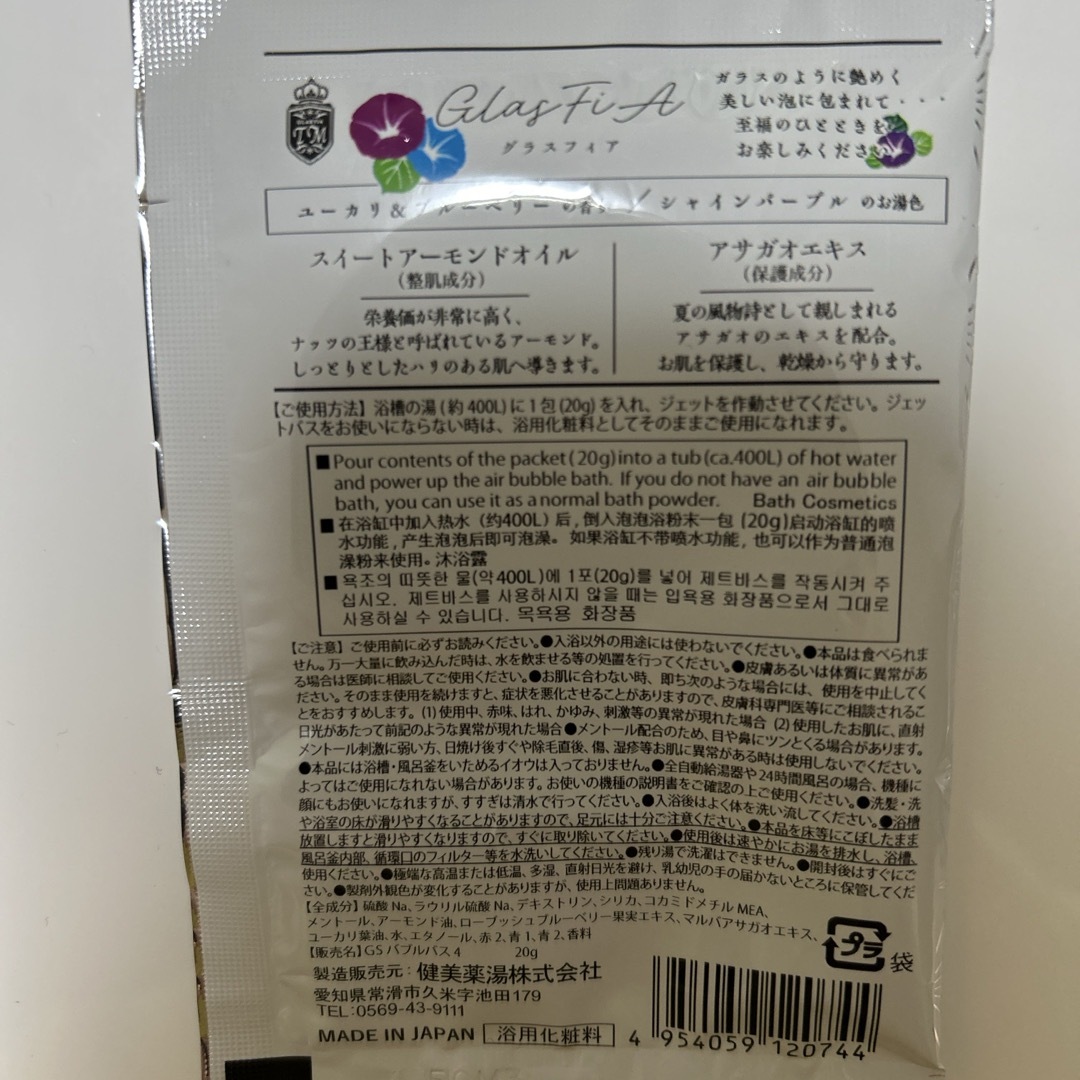 GlasFiA
グラスフィア
TM
ガラスのように艶めく
美しい泡に包まれて・・・
至福のひとときを
お楽しみください
ユーカリ&ブルーベリーの香り / シャインパープル のお湯色
スイートアーモンドオイル
(整肌成分)
栄養価が非常に高く、
ナッツの王様と呼ばれているアーモンド。
しっとりとしたハリのある肌へ導きます。
アサガオエキス
(保護成分)
夏の風物詩として親しまれる
アサガオのエキスを配合。
お肌を保護し、乾燥から守ります。
【ご使用方法】浴槽の湯(約400L)に1包(20g)を入れ、ジェットを作動させてください。ジェッ
トバスをお使いにならない時は、浴用化粧料としてそのままご使用になれます。
■Pour contents of the packet(20g)into a tub(ca.400L) of hot water
and power up the air bubble bath. If you do not have an air bubble
bath, you can use it as a normal bath powder. Bath Cosmetics
■在浴缸中加入热水（约400L）后,倒入泡泡浴粉末一包(20g)启动浴缸的喷
水功能,产生泡泡后即可泡澡。如果浴缸不带喷水功能,也可以作为普通泡
澡粉来使用。沐浴露
■욕조의 따뜻한 물(약400L)에 1포(20g)를 넣어 제트비스를 작동시켜 주
십시오. 제트비스를 사용하시지 않을 때는 입욕용 화장품으로서 그대로
사용하실 수 있습니다. 목욕용 화장품
【ご注意】ご使用前に必ずお読みください。●入浴以外の用途には使わないでください。●本品は食べられま
せん。万一大量に飲み込んだ時は、水を飲ませる等の処置を行ってください。●皮膚あるいは体質に異常があ
る場合は医師に相談してご使用ください。●お肌に合わない時、即ち次のような場合には、使用を中止してく
ださい。そのまま使用を続けますと、症状を悪化させることがありますので、皮膚科専門医等にご相談されるこ
とをおすすめします。(1)使用中、赤味、はれ、かゆみ、刺激等の異常が現れた場合 (2)使用したお肌に、直射
日光があたって前記のような異常が現れた場合●メントール配合のため、目や鼻にツンとくる場合があります。
メントール刺激に弱い方、日焼け後すぐや除毛直後、傷、湿疹等お肌に異常がある時は使用しないでください。
●本品には浴槽・風呂釜をいためるイオウは入っておりません。●全自動給湯器や24時間風呂の場合、機種に
よってはご使用になれない場合があります。お使いの機種の説明書をご確認の上ご使用ください。●洗髪・洗
顔にもお使いになれますが、すすぎは清水で行ってください。●入浴後はよく体を洗い流してください。●浴槽
や浴室の床が滑りやすくなることがありますので、足元には十分ご注意ください。●本品を床等にこぼしたまま
放置しますと滑りやすくなりますので、すぐに取り除いてください。●使用後は速やかにお湯を排水し、浴槽、
風呂釜内部、循環口のフィルター等を水洗いしてください。●残り湯で洗濯はできません。●開封後はすぐにご
使用ください。●極端な高温または低温、多湿、直射日光を避け、乳幼児の手の届かないところに保管してくだ
さい。●製剤外観色が変化することがありますが、使用上問題ありません。
【全成分】硫酸Na、ラウリル硫酸Na、デキストリン、シリカ、コカミドメチルMEA、
メントール、アーモンド油、ローブッシュブルーベリー果実エキス、マルバアサガオエキス、
ユーカリ葉油、水、エタノール、赤2、青1、青2、香料
【販売名】GSバブルバス4 20g
製造販売元: 健美薬湯株式会社
愛知県常滑市久米字池田179
TEL:0569-43-9111
MADE IN JAPAN 浴用化粧料
プラ
袋
4 954059 120744